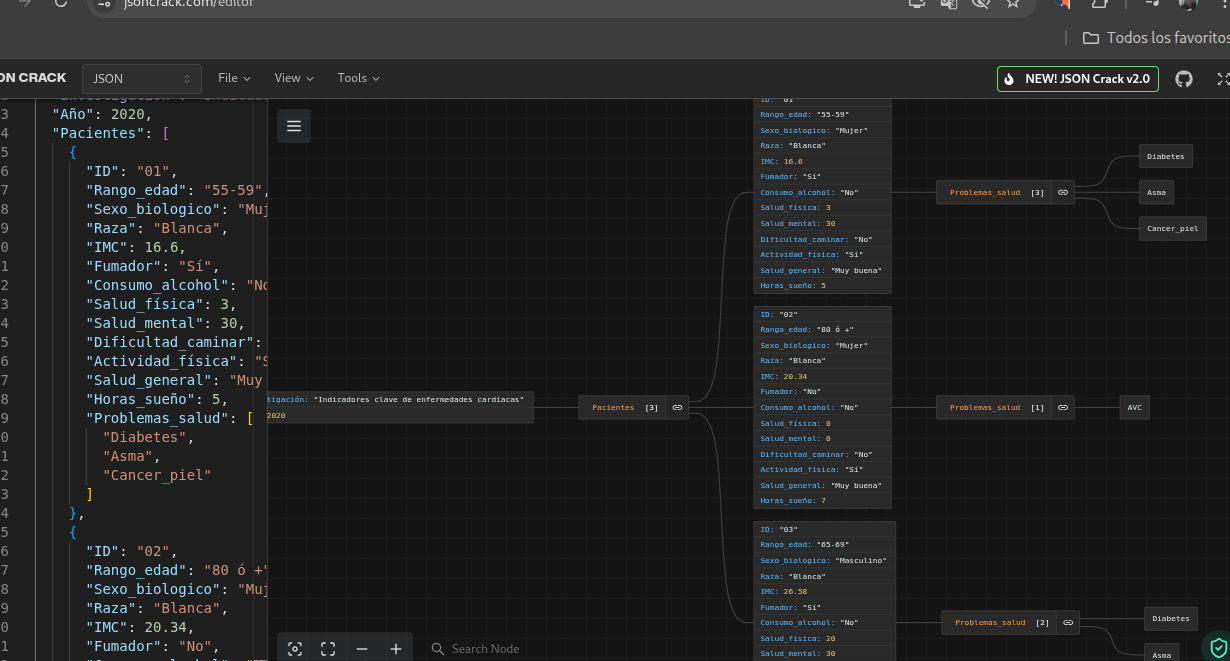 jsoncrack.com/editor
Todos los favoritos
ON CRACK
JSON
File
View
Tools
NEW! JSON Crack v2.0
3 "Año": 2020,
4 "Pacientes": [
5 {
6 "ID": "01",
7 "Rango_edad": "55-59",
8 "Sexo_biologico": "Muj
9 "Raza": "Blanca",
0 "IMC": 16.6,
1 "Fumador": "Sí",
2 "Consumo_alcohol": "No
3 "Salud_física": 3,
4 "Salud_mental": 30,
5 "Dificultad_caminar":
6 "Actividad_física": "S
7 "Salud_general": "Muy
8 "Horas_sueño": 5,
9 "Problemas_salud": [
0 "Diabetes",
1 "Asma",
2 "Cancer_piel"
3 ]
4 },
5 {
6 "ID": "02",
7 "Rango_edad": "80 ó +"
8 "Sexo_biologico": "Muj
9 "Raza": "Blanca",
0 "IMC": 20.34,
1 "Fumador": "No",
tigación: "Indicadores clave de enfermedades cardíacas"
2020
Pacientes [3]
ID: "01"
Rango_edad: "55-59"
Sexo_biologico: "Mujer"
Raza: "Blanca"
IMC: 16.6
Fumador: "Sí"
Consumo_alcohol: "No"
Salud_física: 3
Salud_mental: 30
Dificultad_caminar: "No"
Actividad_física: "Sí"
Salud_general: "Muy buena"
Horas_sueño: 5
Problemas_salud [3]
Diabetes
Asma
Cancer_piel
ID: "02"
Rango_edad: "80 ó +"
Sexo_biologico: "Mujer"
Raza: "Blanca"
IMC: 20.34
Fumador: "No"
Consumo_alcohol: "No"
Salud_física: 0
Salud_mental: 0
Dificultad_caminar: "No"
Actividad_física: "Sí"
Salud_general: "Muy buena"
Horas_sueño: 7
Problemas_salud [1]
AVC
ID: "03"
Rango_edad: "65-69"
Sexo_biologico: "Masculino"
Raza: "Blanca"
IMC: 26.58
Fumador: "Sí"
Consumo_alcohol: "No"
Salud_física: 20
Salud_mental: 30
Problemas_salud [2]
Diabetes
Asma
Search Node